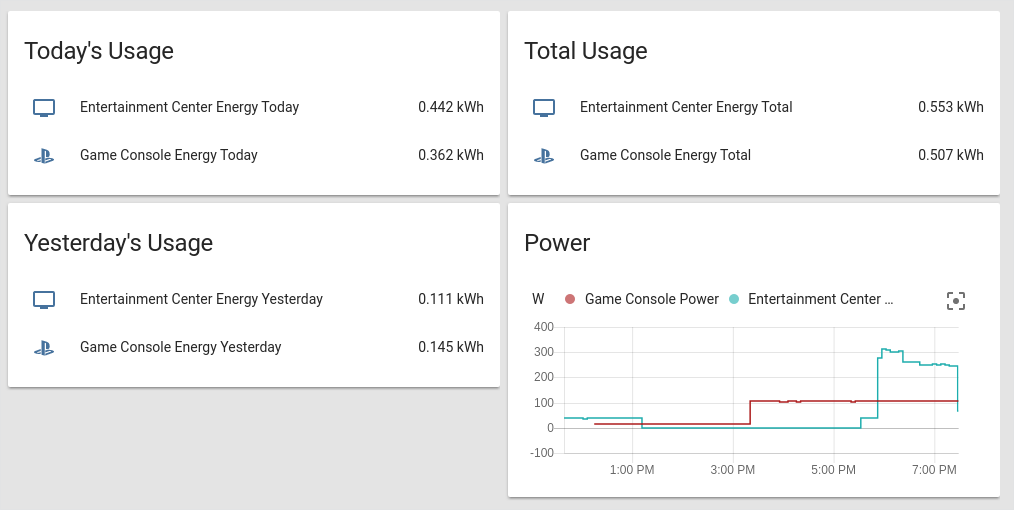 Today's Usage
Entertainment Center Energy Today 0.442 kWh
Game Console Energy Today 0.362 kWh
Total Usage
Entertainment Center Energy Total 0.553 kWh
Game Console Energy Total 0.507 kWh
Yesterday's Usage
Entertainment Center Energy Yesterday 0.111 kWh
Game Console Energy Yesterday 0.145 kWh
Power
W Game Console Power Entertainment Center ...
400
300
200
100
0
-100
1:00 PM 3:00 PM 5:00 PM 7:00 PM